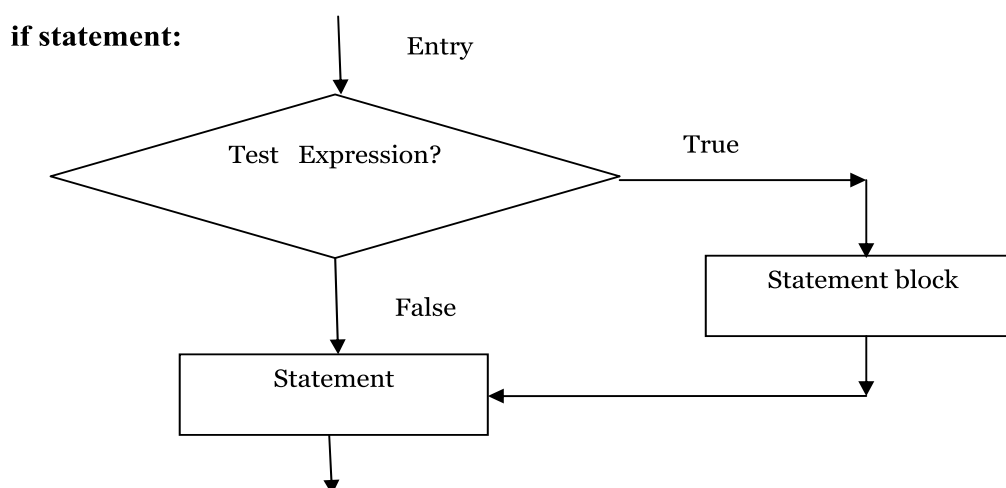 if statement:
Entry
Test Expression?
True
Statement block
False
Statement